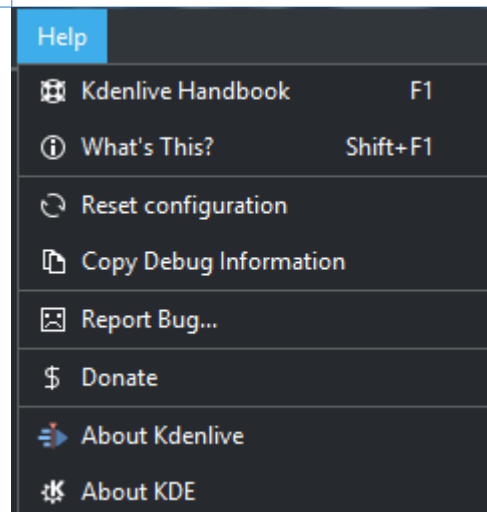 Help
Kdenlive Handbook F1
What's This? Shift+F1
Reset configuration
Copy Debug Information
Report Bug...
Donate
About Kdenlive
About KDE